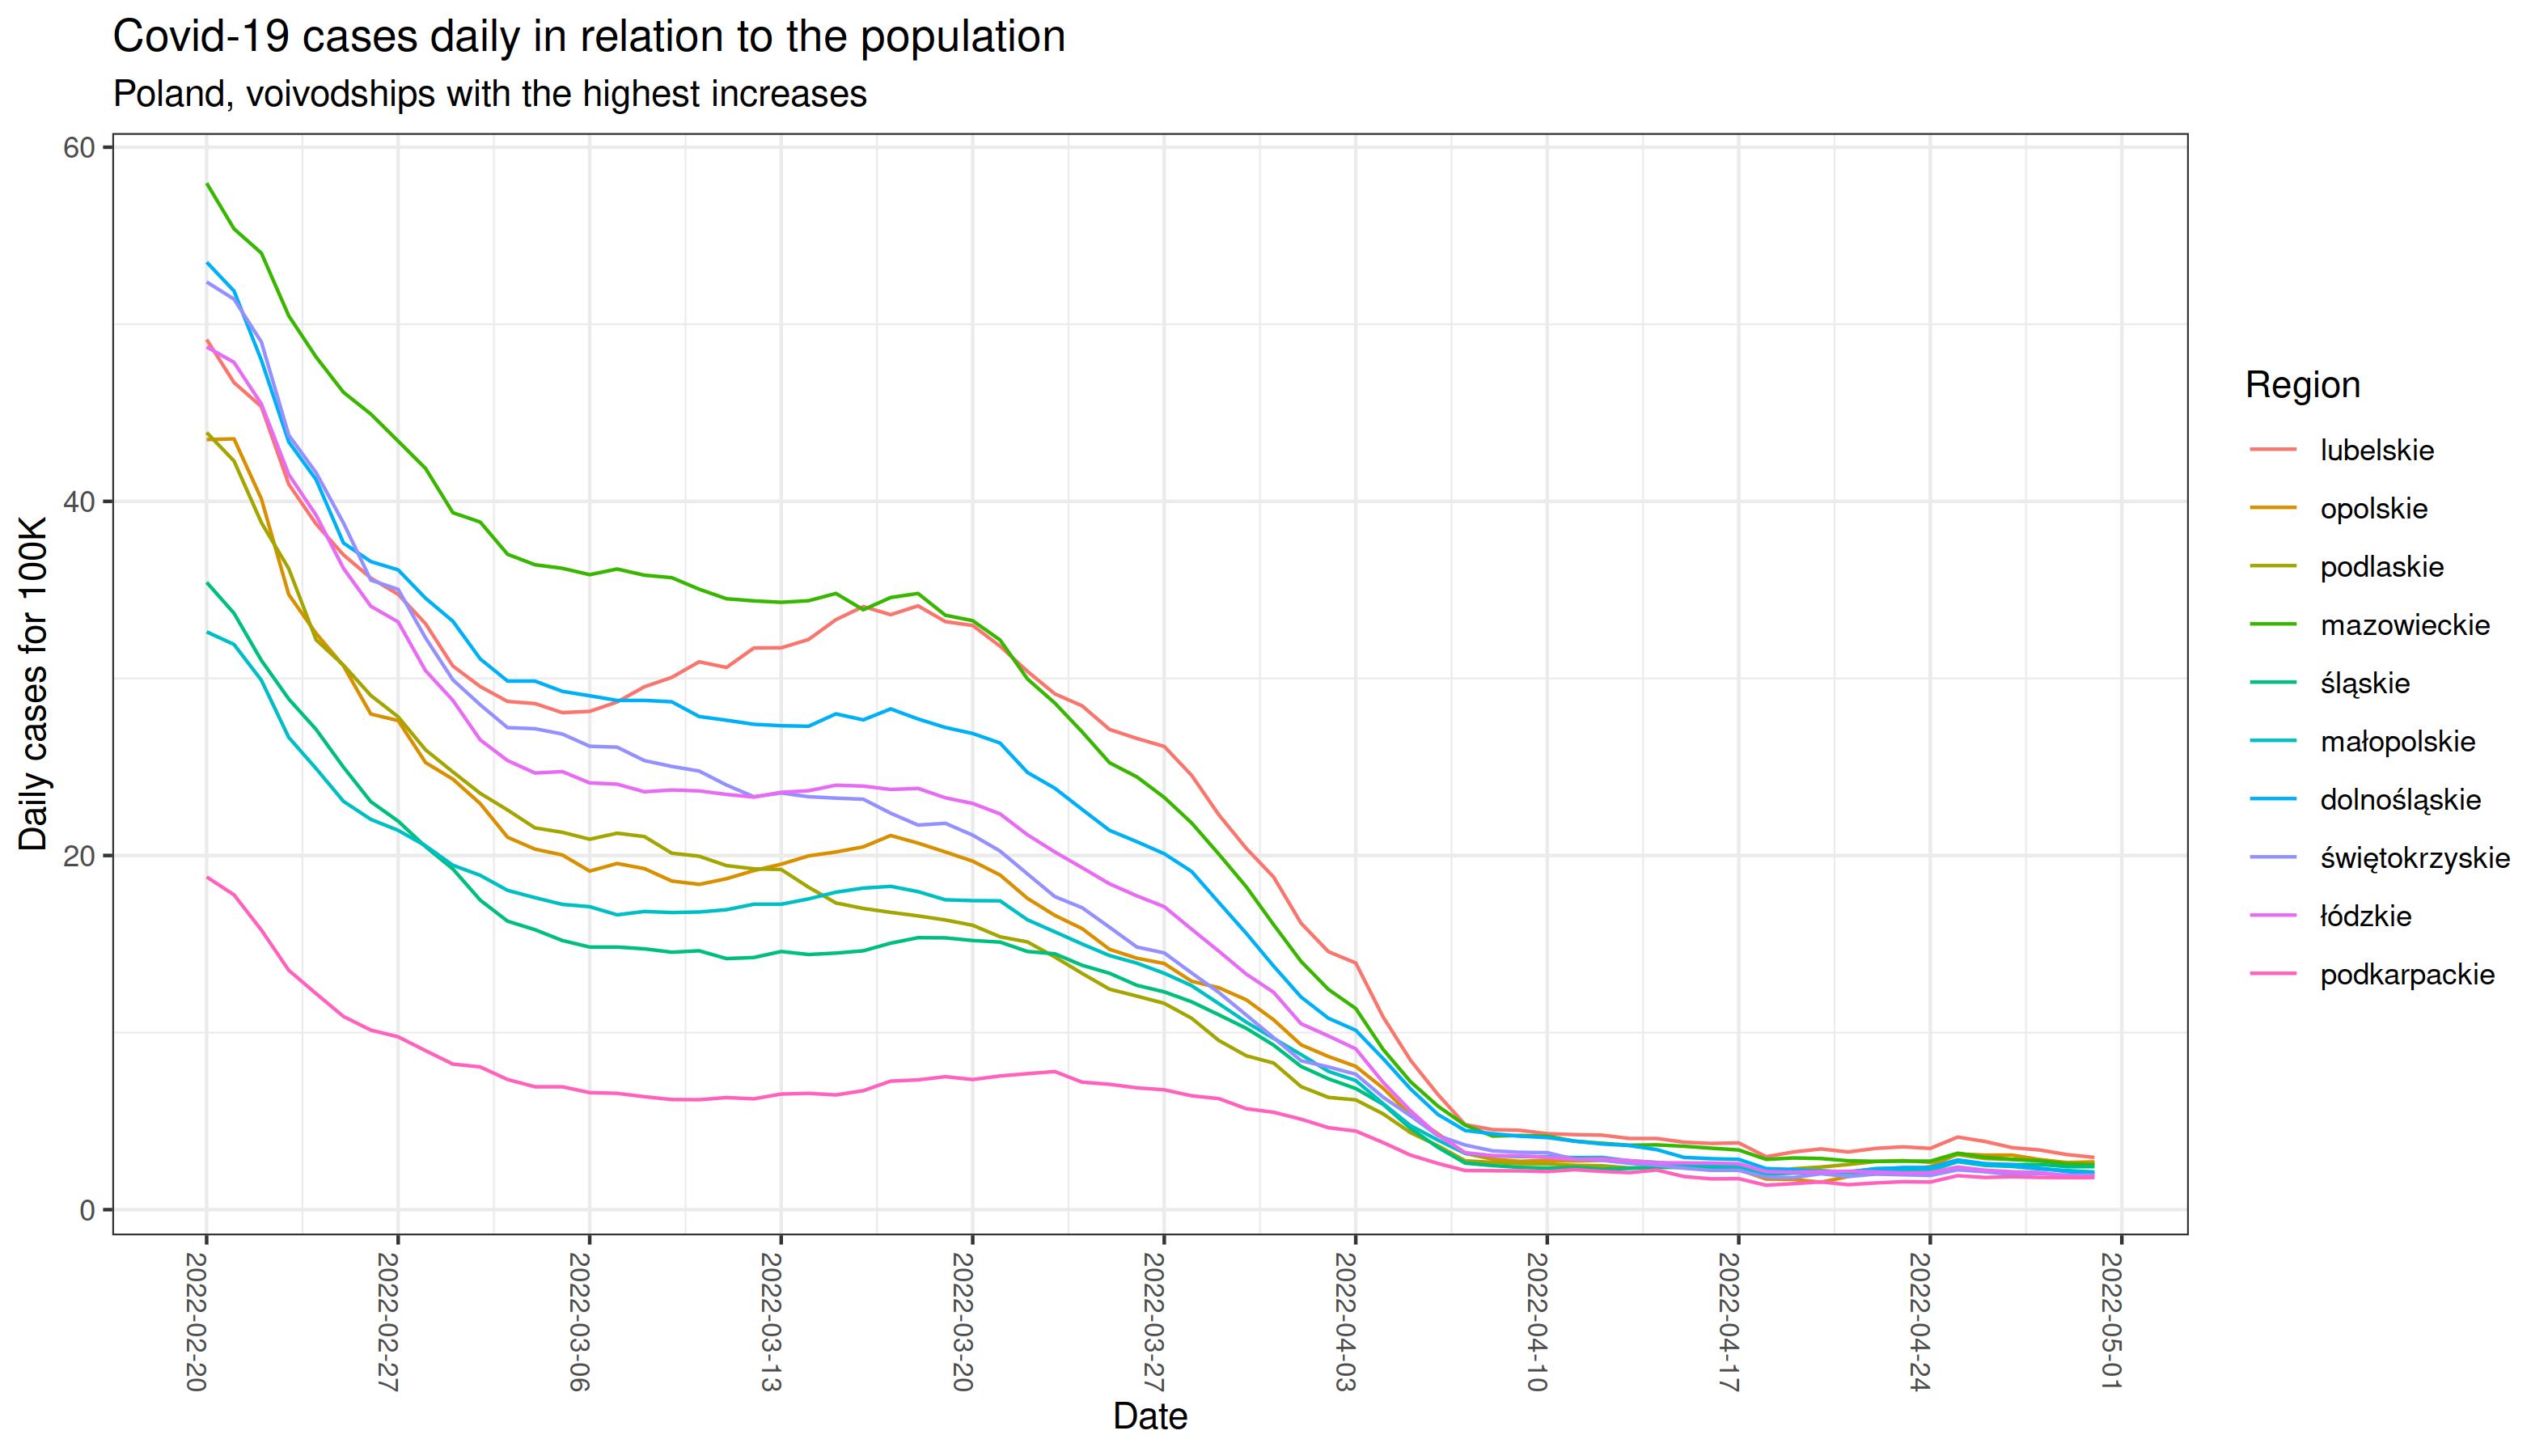 Covid-19 cases daily in relation to the population
Poland, voivodships with the highest increases
Daily cases for 100K
60
40
20
0
2022-02-20
2022-02-27
2022-03-06
2022-03-13
2022-03-20
2022-03-27
2022-04-03
2022-04-10
2022-04-17
2022-04-24
2022-05-01
Date
Region
lubelskie
opolskie
podlaskie
mazowieckie
śląskie
małopolskie
dolnośląskie
świętokrzyskie
łódzkie
podkarpackie